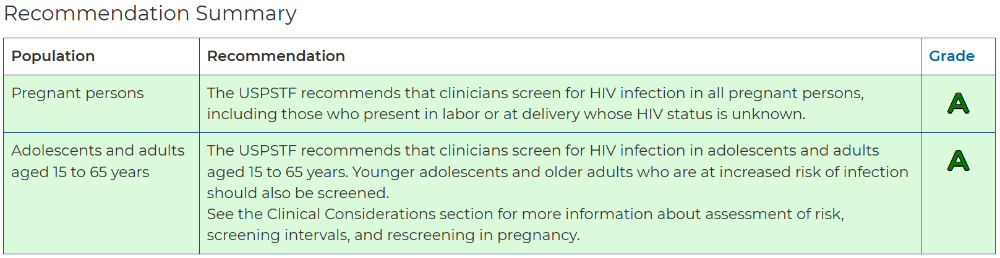 Recommendation Summary
Population Recommendation Grade
Pregnant persons
The USPSTF recommends that clinicians screen for HIV infection in all pregnant persons,
including those who present in labor or at delivery whose HIV status is unknown.
A
Adolescents and adults
aged 15 to 65 years
The USPSTF recommends that clinicians screen for HIV infection in adolescents and adults
aged 15 to 65 years. Younger adolescents and older adults who are at increased risk of infection
should also be screened.
See the Clinical Considerations section for more information about assessment of risk,
screening intervals, and rescreening in pregnancy.
A